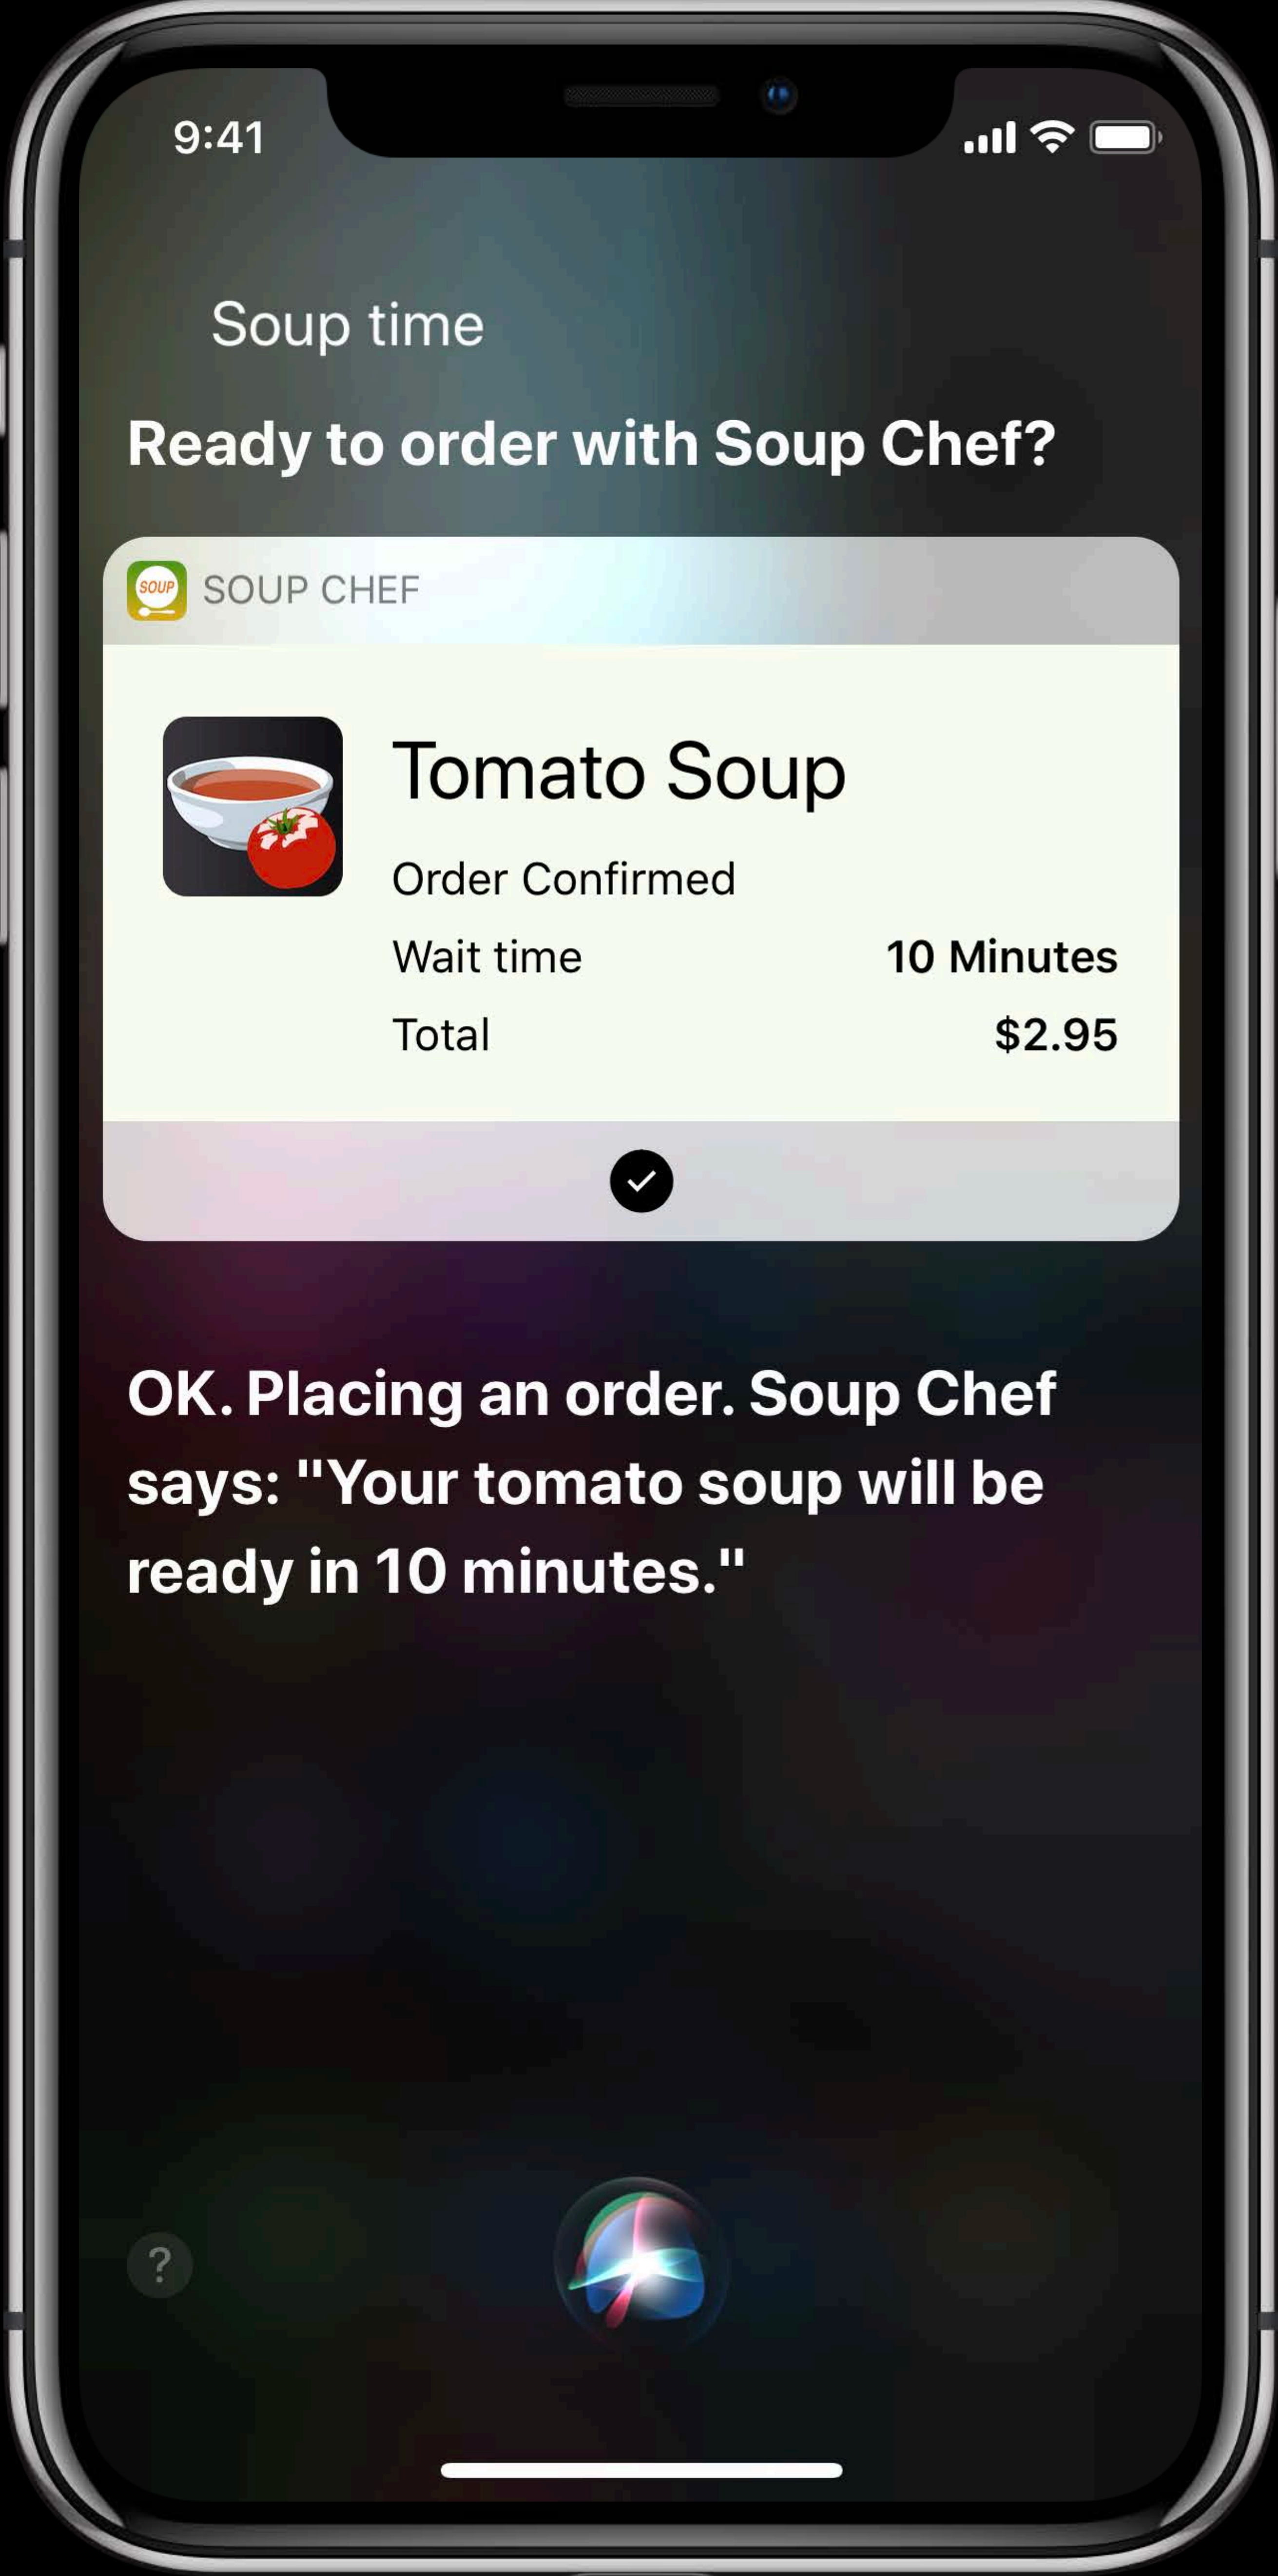 9:41
Soup time
Ready to order with Soup Chef?
SOUP SOUP CHEF
Tomato Soup
Order Confirmed
Wait time 10 Minutes
Total $2.95
OK. Placing an order. Soup Chef
says: "Your tomato soup will be
ready in 10 minutes."
?